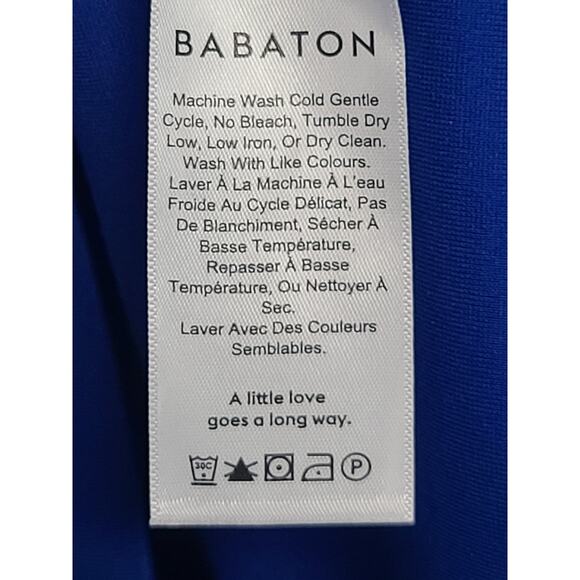 BABATON
Machine Wash Cold Gentle
Cycle, No Bleach, Tumble Dry
Low, Low Iron, Or Dry Clean.
Wash With Like Colours.
Laver À La Machine À L'eau
Froide Au Cycle Délicat, Pas
De Blanchiment, Sécher À
Basse Température,
Repasser À Basse
Température, Ou Nettoyer À
Sec.
Laver Avec Des Couleurs
Semblables.
A little love
goes a long way.
30C P